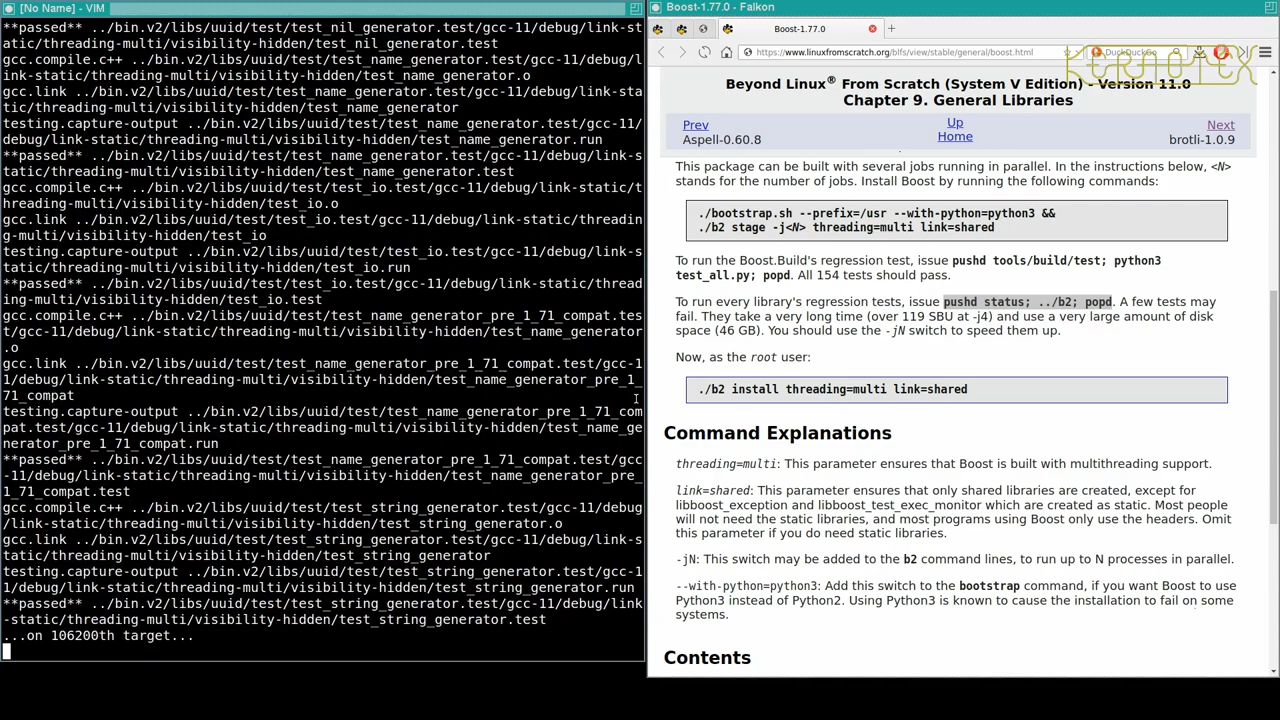 [No Name] - VIM
**passed** ../bin.v2/libs/uuid/test/test_nil_generator.test/gcc-11/debug/link-st
atic/threading-multi/visibility-hidden/test_nil_generator.test
gcc.compile.c++ ../bin.v2/libs/uuid/test/test_name_generator.test/gcc-11/debug/l
ink-static/threading-multi/visibility-hidden/test_name_generator.o
gcc.link ../bin.v2/libs/uuid/test/test_name_generator.test/gcc-11/debug/link-sta
tic/threading-multi/visibility-hidden/test_name_generator
testing.capture-output ../bin.v2/libs/uuid/test/test_name_generator.test/gcc-11/
debug/link-static/threading-multi/visibility-hidden/test_name_generator.run
**passed** ../bin.v2/libs/uuid/test/test_name_generator.test/gcc-11/debug/link-s
tatic/threading-multi/visibility-hidden/test_name_generator.test
gcc.compile.c++ ../bin.v2/libs/uuid/test/test_io.test/gcc-11/debug/link-static/t
hreading-multi/visibility-hidden/test_io.o
gcc.link ../bin.v2/libs/uuid/test/test_io.test/gcc-11/debug/link-static/threadin
g-multi/visibility-hidden/test_io
testing.capture-output ../bin.v2/libs/uuid/test/test_io.test/gcc-11/debug/link-s
tatic/threading-multi/visibility-hidden/test_io.run
**passed** ../bin.v2/libs/uuid/test/test_io.test/gcc-11/debug/link-static/thread
ing-multi/visibility-hidden/test_io.test
gcc.compile.c++ ../bin.v2/libs/uuid/test/test_name_generator_pre_1_71_compat.tes
t/gcc-11/debug/link-static/threading-multi/visibility-hidden/test_name_generator
.o
gcc.link ../bin.v2/libs/uuid/test/test_name_generator_pre_1_71_compat.test/gcc-1
1/debug/link-static/threading-multi/visibility-hidden/test_name_generator_pre_1_
71_compat
testing.capture-output ../bin.v2/libs/uuid/test/test_name_generator_pre_1_71_com
pat.test/gcc-11/debug/link-static/threading-multi/visibility-hidden/test_name_ge
nerator_pre_1_71_compat.run
**passed** ../bin.v2/libs/uuid/test/test_name_generator_pre_1_71_compat.test/gcc
-11/debug/link-static/threading-multi/visibility-hidden/test_name_generator_pre_
1_71_compat.test
gcc.compile.c++ ../bin.v2/libs/uuid/test/test_string_generator.test/gcc-11/debug
/link-static/threading-multi/visibility-hidden/test_string_generator.o
gcc.link ../bin.v2/libs/uuid/test/test_string_generator.test/gcc-11/debug/link-s
tatic/threading-multi/visibility-hidden/test_string_generator
testing.capture-output ../bin.v2/libs/uuid/test/test_string_generator.test/gcc-1
1/debug/link-static/threading-multi/visibility-hidden/test_string_generator.run
**passed** ../bin.v2/libs/uuid/test/test_string_generator.test/gcc-11/debug/link
-static/threading-multi/visibility-hidden/test_string_generator.test
...on 106200th target...
Boost-1.77.0 - Falkon
Boost-1.77.0
https://www.linuxfromscratch.org/blfs/view/stable/general/boost.html
DuckDuckGo
KERNOTEX
Beyond Linux® From Scratch (System V Edition) - Version 11.0
Chapter 9. General Libraries
Prev Up Next
Aspell-0.60.8 Home brotli-1.0.9
This package can be built with several jobs running in parallel. In the instructions below, <N>
stands for the number of jobs. Install Boost by running the following commands:
./bootstrap.sh --prefix=/usr --with-python=python3 &&
./b2 stage -j<N> threading=multi link=shared
To run the Boost.Build's regression test, issue pushd tools/build/test; python3
test_all.py; popd. All 154 tests should pass.
To run every library's regression tests, issue pushd status; ../b2; popd. A few tests may
fail. They take a very long time (over 119 SBU at -j4) and use a very large amount of disk
space (46 GB). You should use the -jN switch to speed them up.
Now, as the root user:
./b2 install threading=multi link=shared
Command Explanations
threading=multi: This parameter ensures that Boost is built with multithreading support.
link=shared: This parameter ensures that only shared libraries are created, except for
libboost_exception and libboost_test_exec_monitor which are created as static. Most people
will not need the static libraries, and most programs using Boost only use the headers. Omit
this parameter if you do need static libraries.
-jN: This switch may be added to the b2 command lines, to run up to N processes in parallel.
--with-python=python3: Add this switch to the bootstrap command, if you want Boost to use
Python3 instead of Python2. Using Python3 is known to cause the installation to fail on some
systems.
Contents